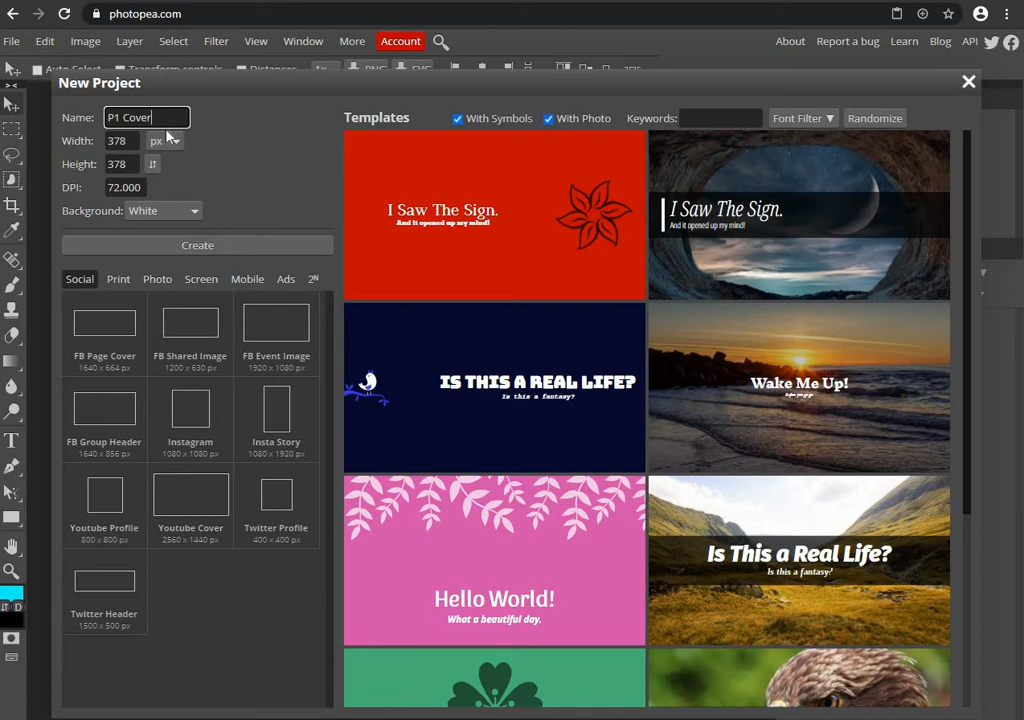 photopea.com
File Edit Image Layer Select Filter View Window More Account
About Report a bug Learn Blog API
Auto-Select Transform controls Distances 1x PNG SVG
New Project
Name: P1 Cover
Width: 378 px
Height: 378
DPI: 72.000
Background: White
Create
Social Print Photo Screen Mobile Ads 2ᴺ
FB Page Cover
1640 x 664 px
FB Shared Image
1200 x 630 px
FB Event Image
1920 x 1080 px
FB Group Header
1640 x 856 px
Instagram
1080 x 1080 px
Insta Story
1080 x 1920 px
Youtube Profile
800 x 800 px
Youtube Cover
2560 x 1440 px
Twitter Profile
400 x 400 px
Twitter Header
1500 x 500 px
Templates With Symbols With Photo Keywords: Font Filter ▼ Randomize
I Saw The Sign.
And it opened up my mind!
I Saw The Sign.
And it opened up my mind!
IS THIS A REAL LIFE?
Is this a fantasy?
Wake Me Up!
Before you go go.
Hello World!
What a beautiful day.
Is This a Real Life?
Is this a fantasy?
D